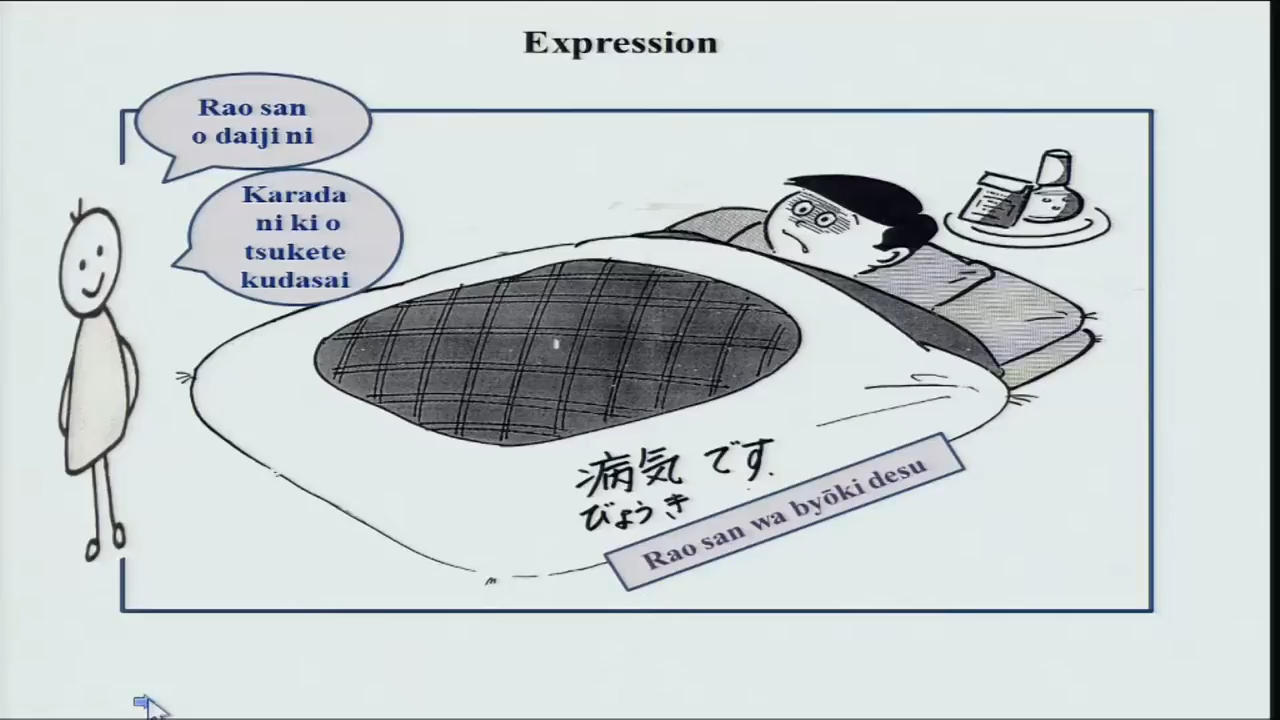 Expression
Rao san
o daiji ni
Karada
ni ki o
tsukete
kudasai
病気です
びょうき
Rao san wa byōki desu